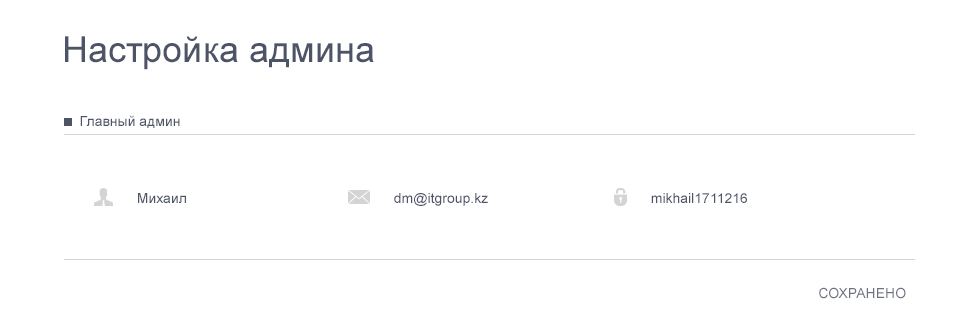 Настройка админа
Главный админ
Михаил dm@itgroup.kz mikhail1711216
СОХРАНЕНО